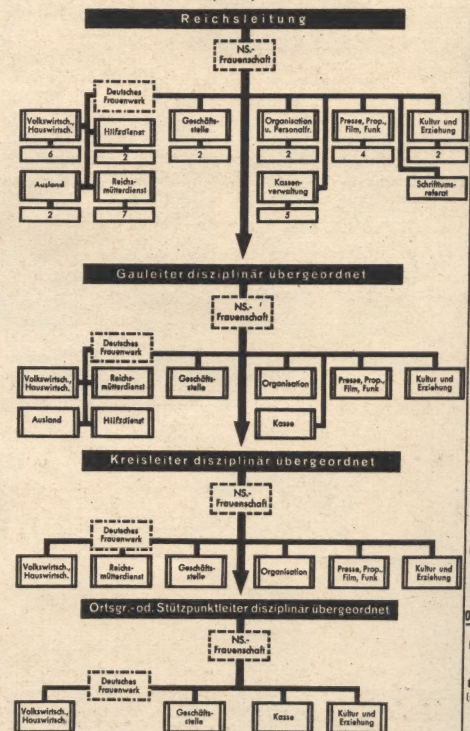 Reichsleitung
NS.-
Frauenschaft
Deutsches
Frauenwerk
Volkswirtsch.,
Hauswirtsch.
6
Hilfsdienst
2
Geschäfts-
stelle
2
Organisation
u. Personalfr.
2
Presse, Prop.,
Film, Funk
4
Kultur und
Erziehung
2
Ausland
2
Reichs-
mütterdienst
7
Kassen-
verwaltung
5
Schrifttums-
referat
Gauleiter disziplinär übergeordnet
NS.-
Frauenschaft
Deutsches
Frauenwerk
Volkswirtsch.,
Hauswirtsch.
Reichs-
mütterdienst
Geschäfts-
stelle
Organisation
Presse, Prop.,
Film, Funk
Kultur und
Erziehung
Ausland
Hilfsdienst
Kasse
Kreisleiter disziplinär übergeordnet
NS.-
Frauenschaft
Deutsches
Frauenwerk
Volkswirtsch.,
Hauswirtsch.
Reichs-
mütterdienst
Geschäfts-
stelle
Organisation
Presse, Prop.,
Film, Funk
Kultur und
Erziehung
Ortsgr.-od. Stützpunktleiter disziplinär übergeordnet
NS.-
Frauenschaft
Deutsches
Frauenwerk
Volkswirtsch.,
Hauswirtsch.
Geschäfts-
stelle
Kasse
Kultur und
Erziehung